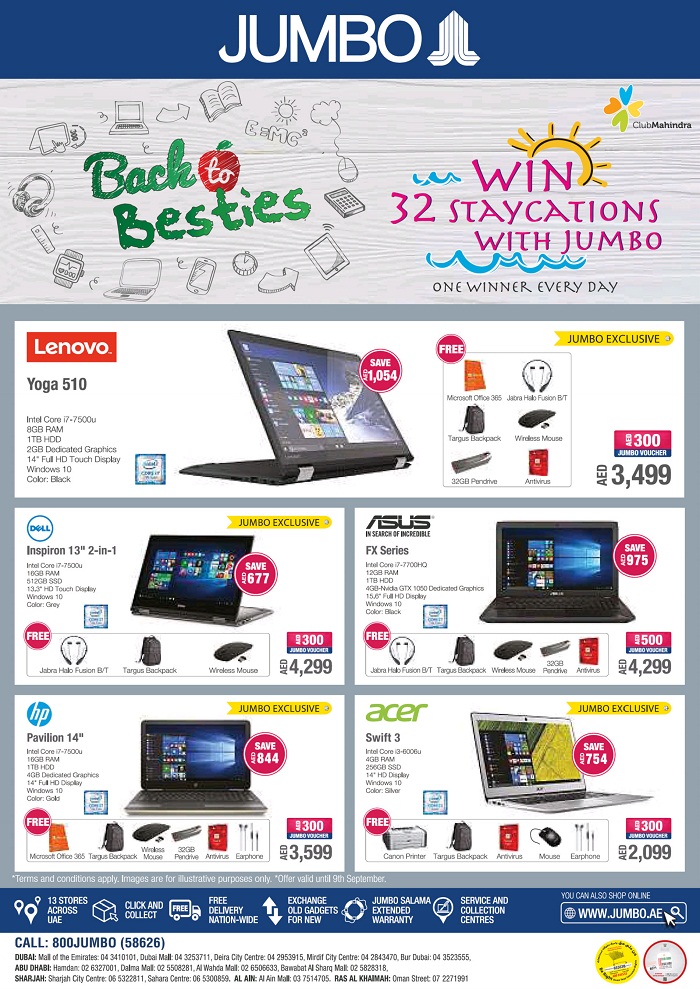 JUMBO
ClubMahindra
E=MC²
Back to
Besties
WIN
32 STAYCATIONS
WITH JUMBO
ONE WINNER EVERY DAY
Lenovo
Yoga 510
Intel Core i7-7500u
8GB RAM
1TB HDD
2GB Dedicated Graphics
14" Full HD Touch Display
Windows 10
Color: Black
SAVE
AED 1,054
JUMBO EXCLUSIVE
FREE
Microsoft Office 365
Jabra Halo Fusion B/T
Targus Backpack
Wireless Mouse
32GB Pendrive
Antivirus
AED 300
JUMBO VOUCHER
AED 3,499
DELL
Inspiron 13" 2-in-1
Intel Core i7-7500u
16GB RAM
512GB SSD
13,3" HD Touch Display
Windows 10
Color: Grey
JUMBO EXCLUSIVE
SAVE
AED 677
FREE
Jabra Halo Fusion B/T
Targus Backpack
Wireless Mouse
AED 300
JUMBO VOUCHER
AED 4,299
ASUS
IN SEARCH OF INCREDIBLE
FX Series
Intel Core i7-7700HQ
12GB RAM
1TB HDD
4GB-Nvidia GTX 1050 Dedicated Graphics
15,6" Full HD Display
Windows 10
Color: Black
SAVE
AED 975
FREE
Jabra Halo Fusion B/T
Targus Backpack
Wireless Mouse
32GB
Pendrive
Antivirus
AED 500
JUMBO VOUCHER
AED 4,299
hp
Pavilion 14"
Intel Core i7-7500u
16GB RAM
1TB HDD
4GB Dedicated Graphics
14" Full HD Display
Windows 10
Color: Gold
JUMBO EXCLUSIVE
SAVE
AED 844
FREE
Microsoft Office 365
Targus Backpack
Wireless
Mouse
32GB
Pendrive
Antivirus
Earphone
AED 300
JUMBO VOUCHER
AED 3,599
acer
Swift 3
Intel Core i3-6006u
4GB RAM
256GB SSD
14" HD Display
Windows 10
Color: Silver
JUMBO EXCLUSIVE
SAVE
AED 754
FREE
Canon Printer
Targus Backpack
Antivirus
Mouse
Earphone
AED 300
JUMBO VOUCHER
AED 2,099
*Terms and conditions apply. Images are for illustrative purposes only. *Offer valid until 9th September.
13 STORES
ACROSS
UAE
CLICK AND
COLLECT
FREE
FREE
DELIVERY
NATION-WIDE
EXCHANGE
OLD GADGETS
FOR NEW
JUMBO SALAMA
EXTENDED
WARRANTY
SERVICE AND
COLLECTION
CENTRES
YOU CAN ALSO SHOP ONLINE
WWW.JUMBO.AE
CALL: 800JUMBO (58626)
DUBAI: Mall of the Emirates: 04 3410101, Dubai Mall: 04 3253711, Deira City Centre: 04 2953915, Mirdif City Centre: 04 2843470, Bur Dubai: 04 3523555,
ABU DHABI: Hamdan: 02 6327001, Dalma Mall: 02 5508281, Al Wahda Mall: 02 6506633, Bawabat Al Sharq Mall: 02 5828318,
SHARJAH: Sharjah City Centre: 06 5322811, Sahara Centre: 06 5300859. AL AIN: Al Ain Mall: 03 7514705. RAS AL KHAIMAH: Oman Street: 07 2271991